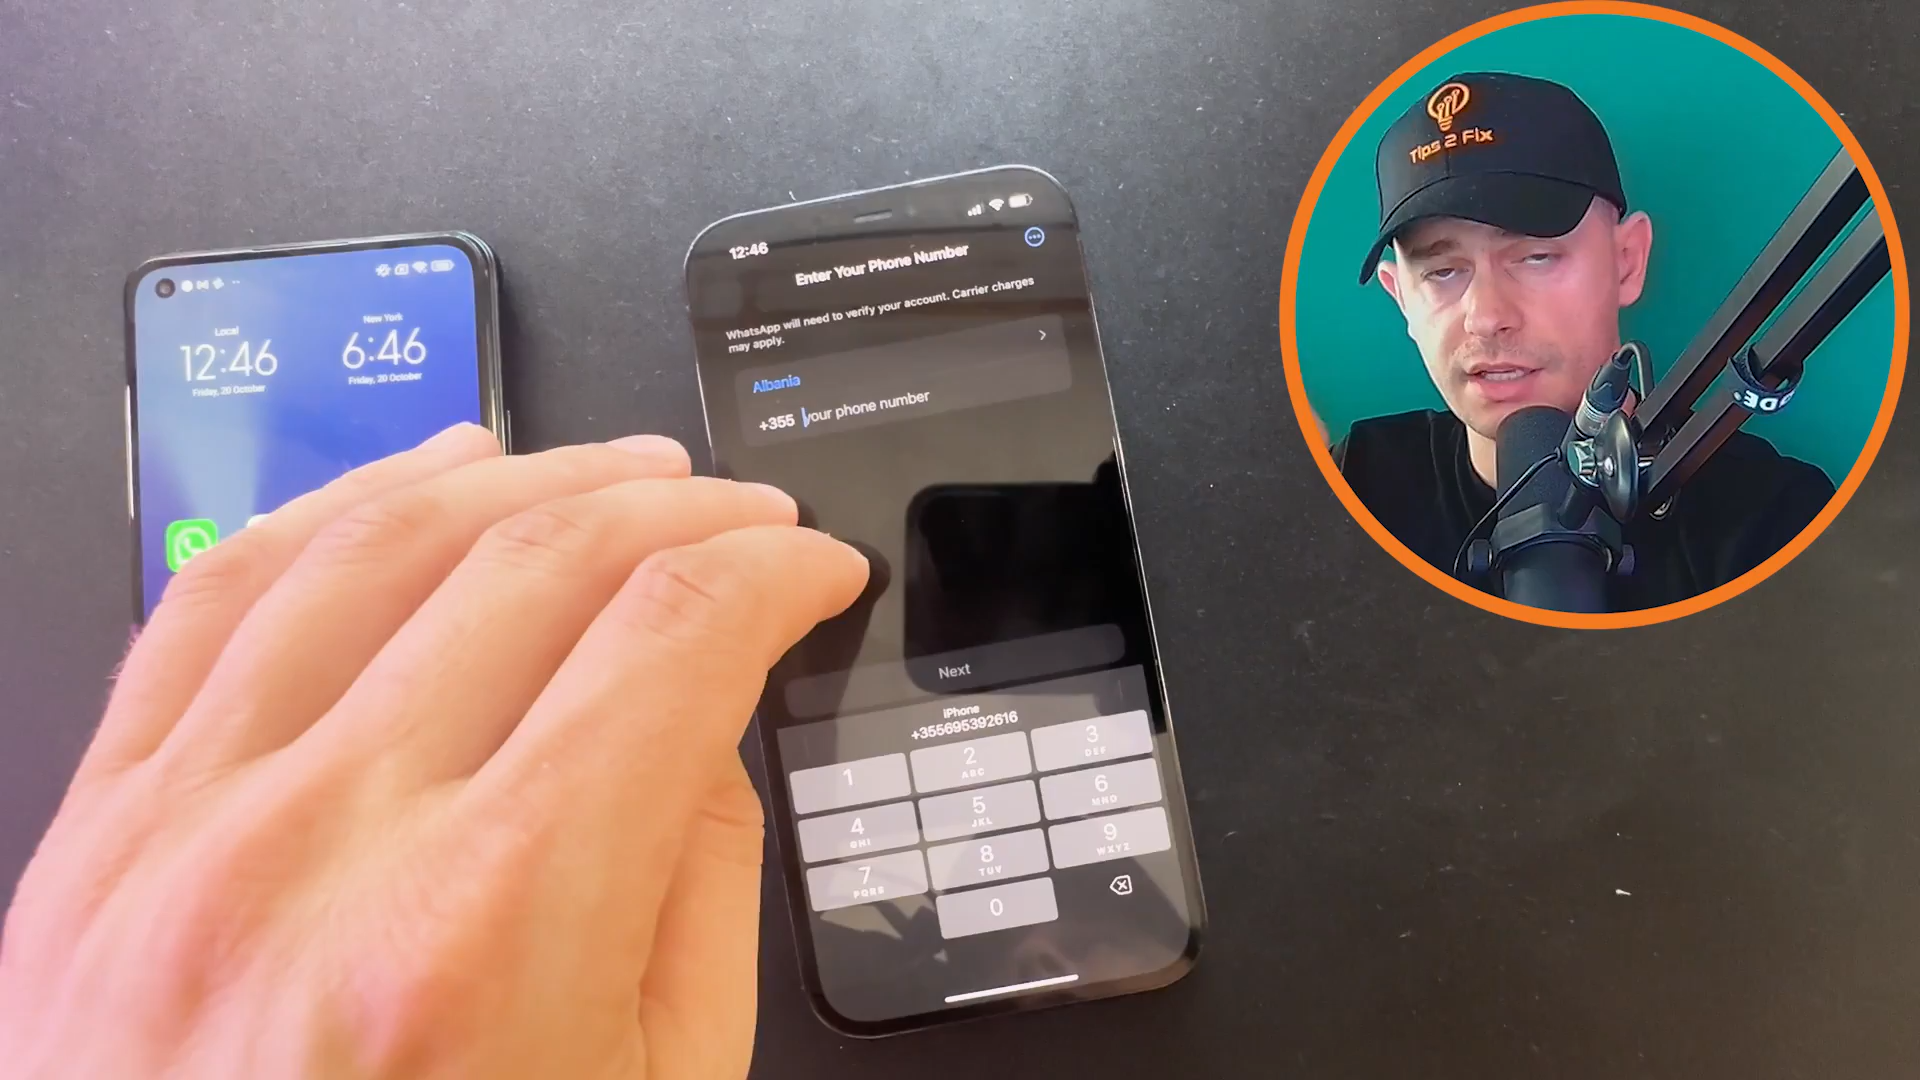 Local
12:46
Friday, 20 October
New York
6:46
Friday, 20 October
12:46
Enter Your Phone Number
WhatsApp will need to verify your account. Carrier charges
may apply.
Albania
+355 your phone number
Next
iPhone
+355695392616
1
2
ABC
3
DEF
4
GHI
5
JKL
6
MNO
7
PQRS
8
TUV
9
WXYZ
0
Tips 2 Fix